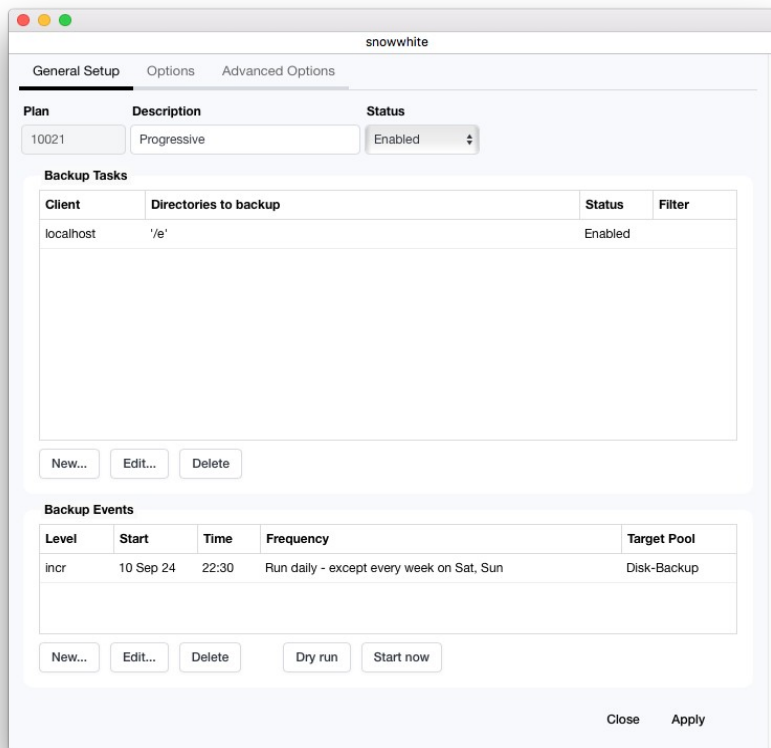 snowwhite
General Setup Options Advanced Options
Plan Description Status
10021 Progressive Enabled
Backup Tasks
Client Directories to backup Status Filter
localhost '/e' Enabled
New... Edit... Delete
Backup Events
Level Start Time Frequency Target Pool
incr 10 Sep 24 22:30 Run daily - except every week on Sat, Sun Disk-Backup
New... Edit... Delete Dry run Start now
Close Apply